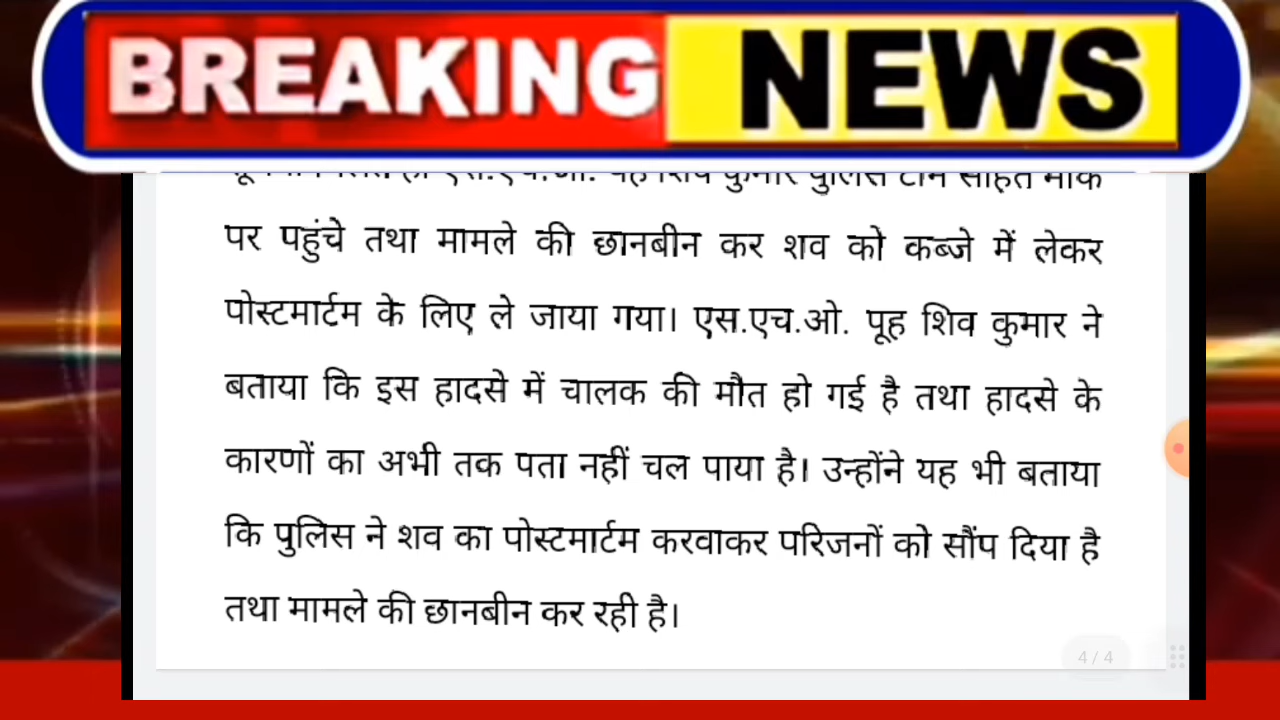 BREAKING NEWS
शिव कुमार पुलिस टीम सहित मौके
पर पहुंचे तथा मामले की छानबीन कर शव को कब्जे में लेकर
पोस्टमार्टम के लिए ले जाया गया। एस.एच.ओ. पूह शिव कुमार ने
बताया कि इस हादसे में चालक की मौत हो गई है तथा हादसे के
कारणों का अभी तक पता नहीं चल पाया है। उन्होंने यह भी बताया
कि पुलिस ने शव का पोस्टमार्टम करवाकर परिजनों को सौंप दिया है
तथा मामले की छानबीन कर रही है।
4 / 4